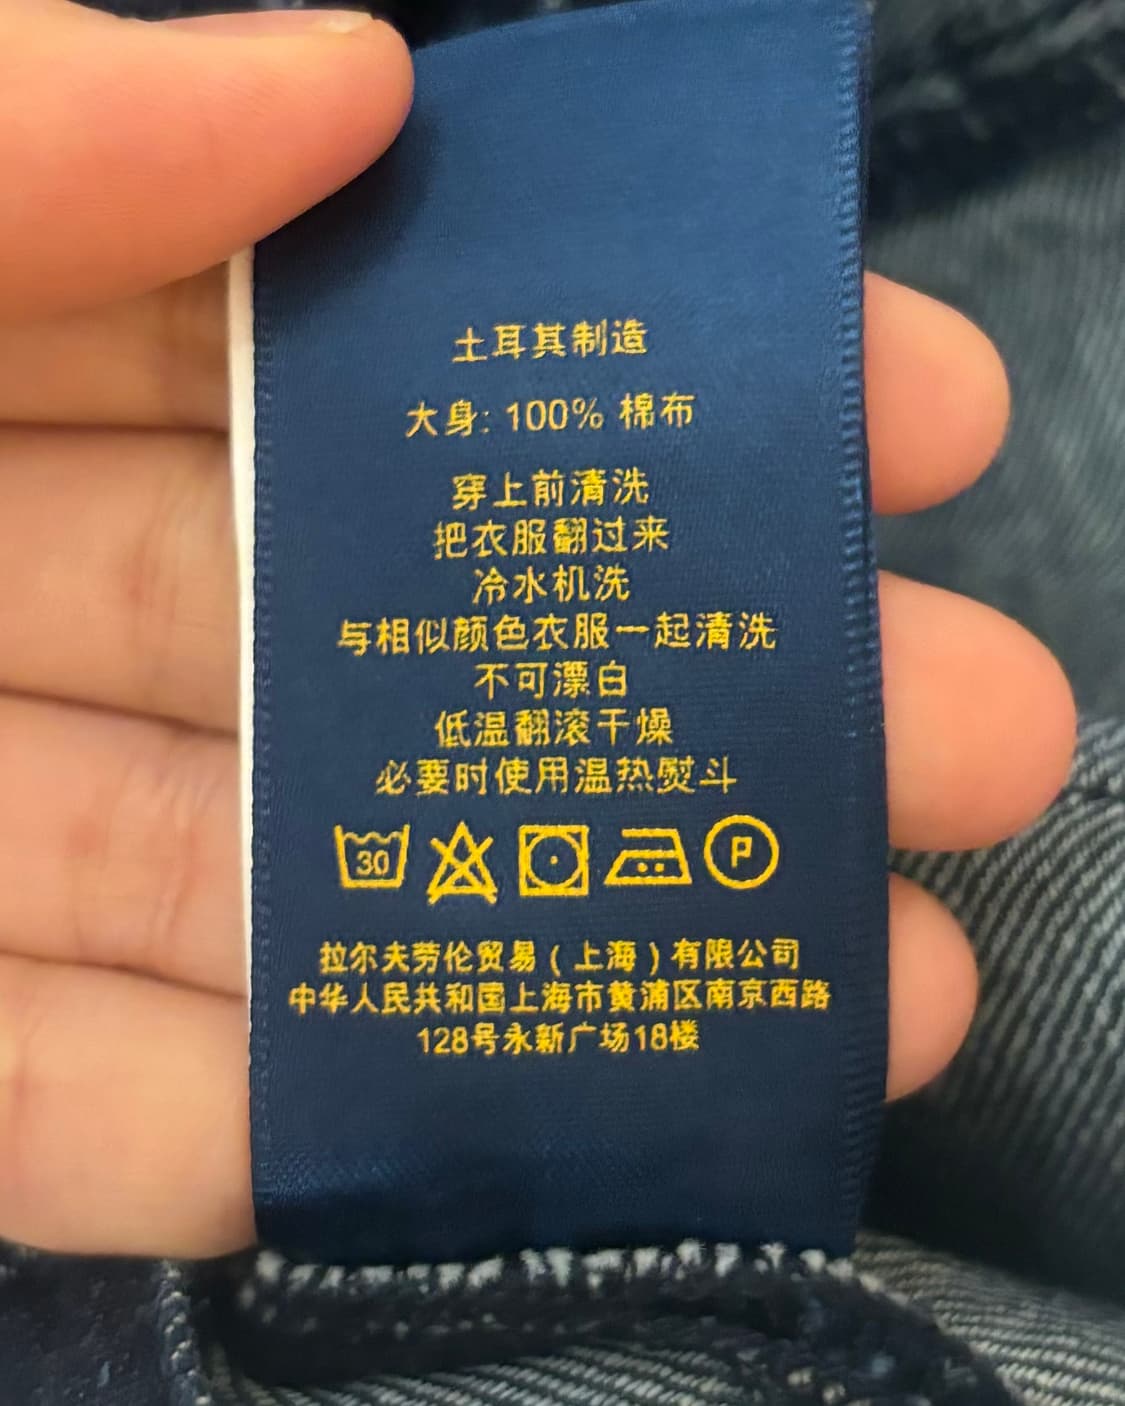 土耳其制造
大身: 100% 棉布
穿上前清洗
把衣服翻过来
冷水机洗
与相似颜色衣服一起清洗
不可漂白
低温翻滚干燥
必要时使用温热熨斗
30
P
拉尔夫劳伦贸易（上海）有限公司
中华人民共和国上海市黄浦区南京西路
128号永新广场18楼